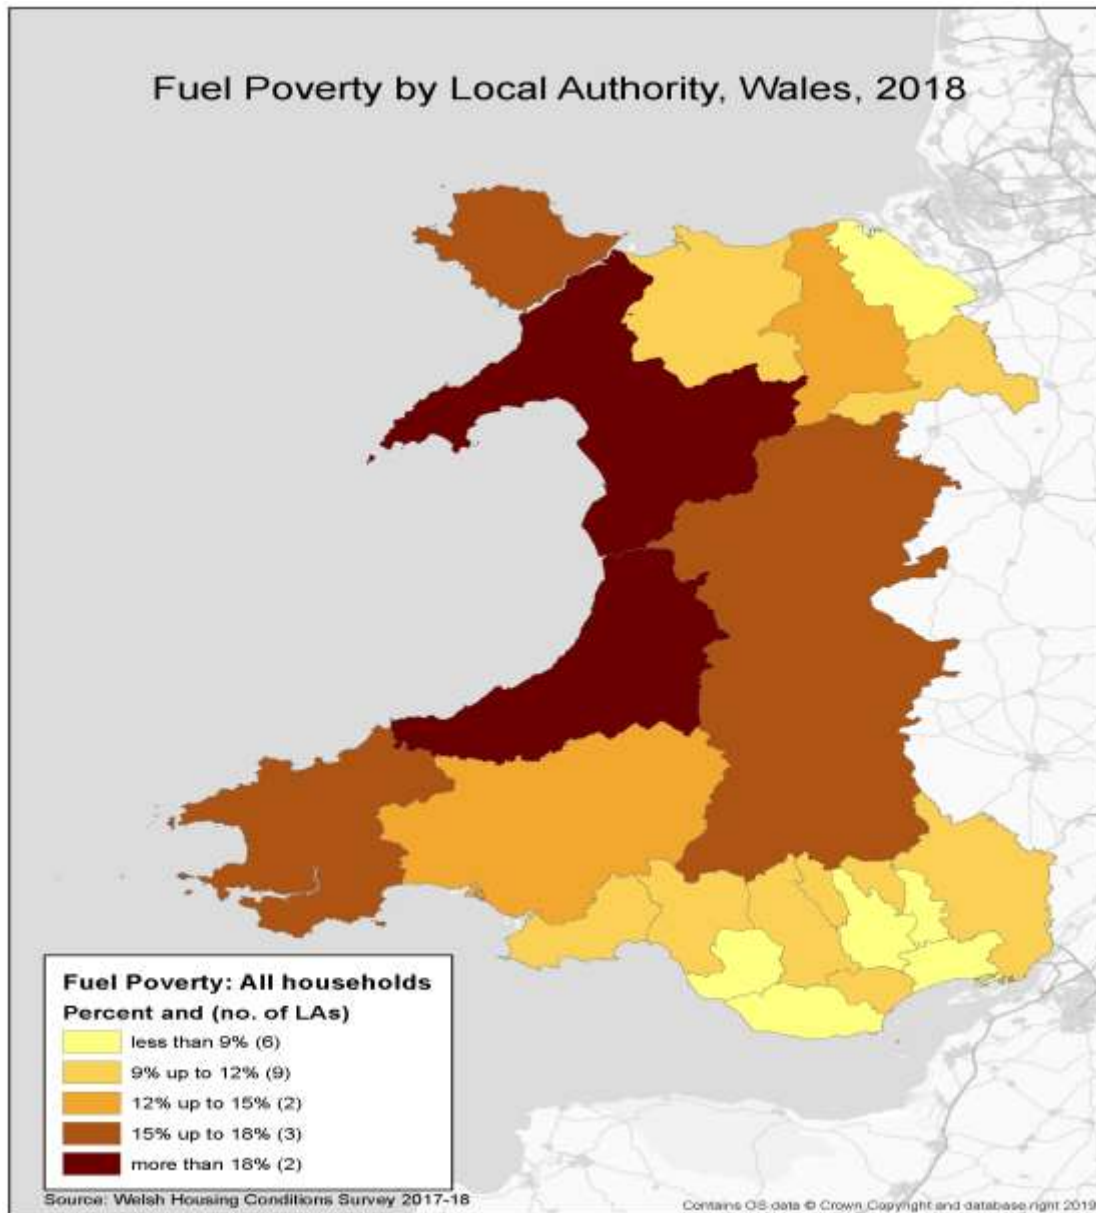 Fuel Poverty by Local Authority, Wales, 2018
Fuel Poverty: All households
Percent and (no. of LAs)
less than 9% (6)
9% up to 12% (9)
12% up to 15% (2)
15% up to 18% (3)
more than 18% (2)
Source: Welsh Housing Conditions Survey 2017-18
Contains OS data © Crown Copyright and database right 2019